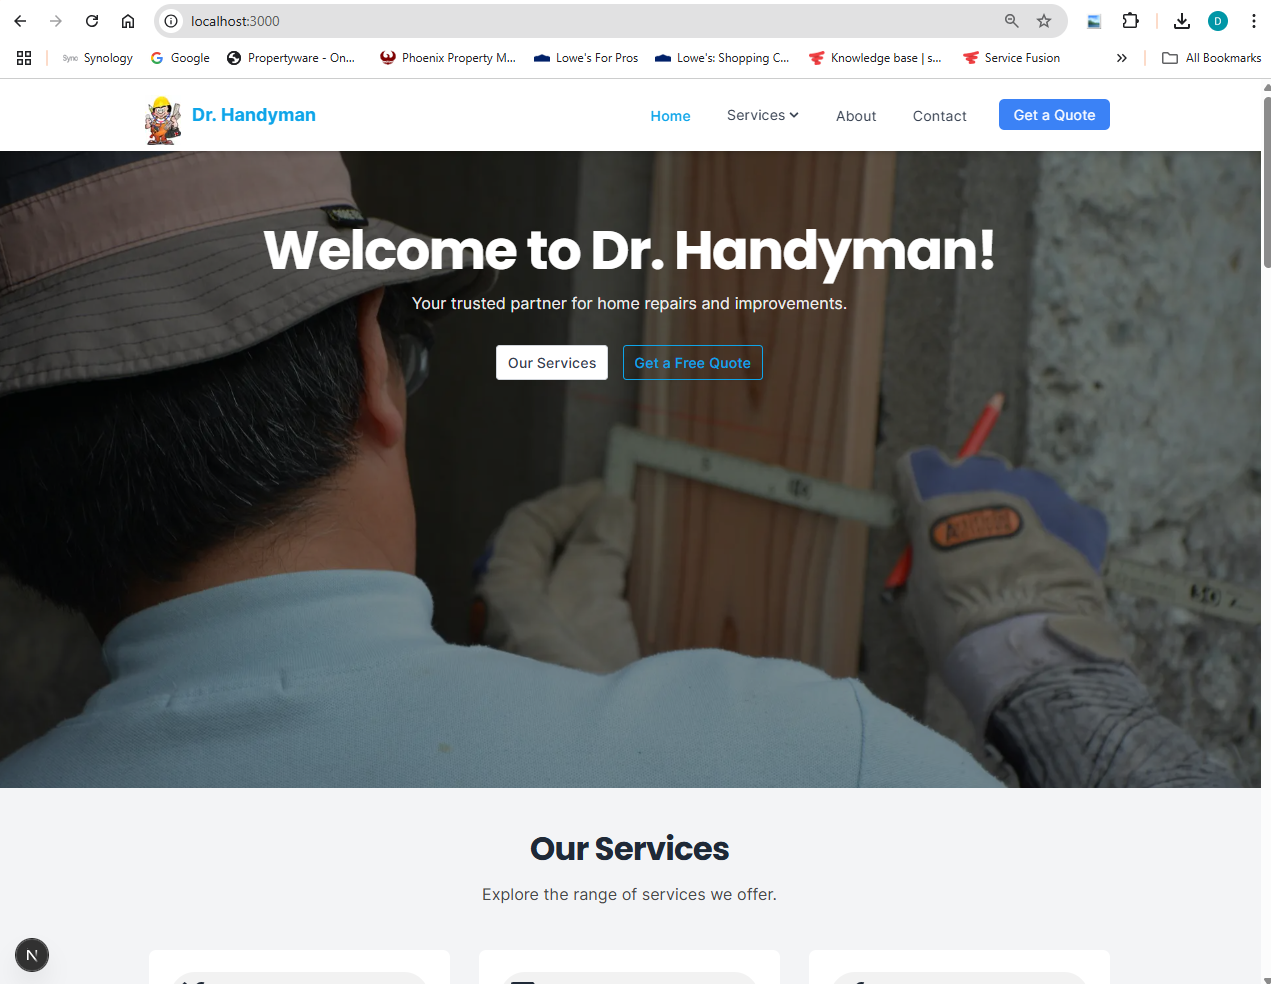 localhost:3000
Sync Synology Google Propertyware - On... Phoenix Property M... Lowe's For Pros Lowe's: Shopping C... Knowledge base | s... Service Fusion » All Bookmarks
D
Dr. Handyman
Home Services About Contact Get a Quote
Welcome to Dr. Handyman!
Your trusted partner for home repairs and improvements.
Our Services Get a Free Quote
Our Services
Explore the range of services we offer.
N